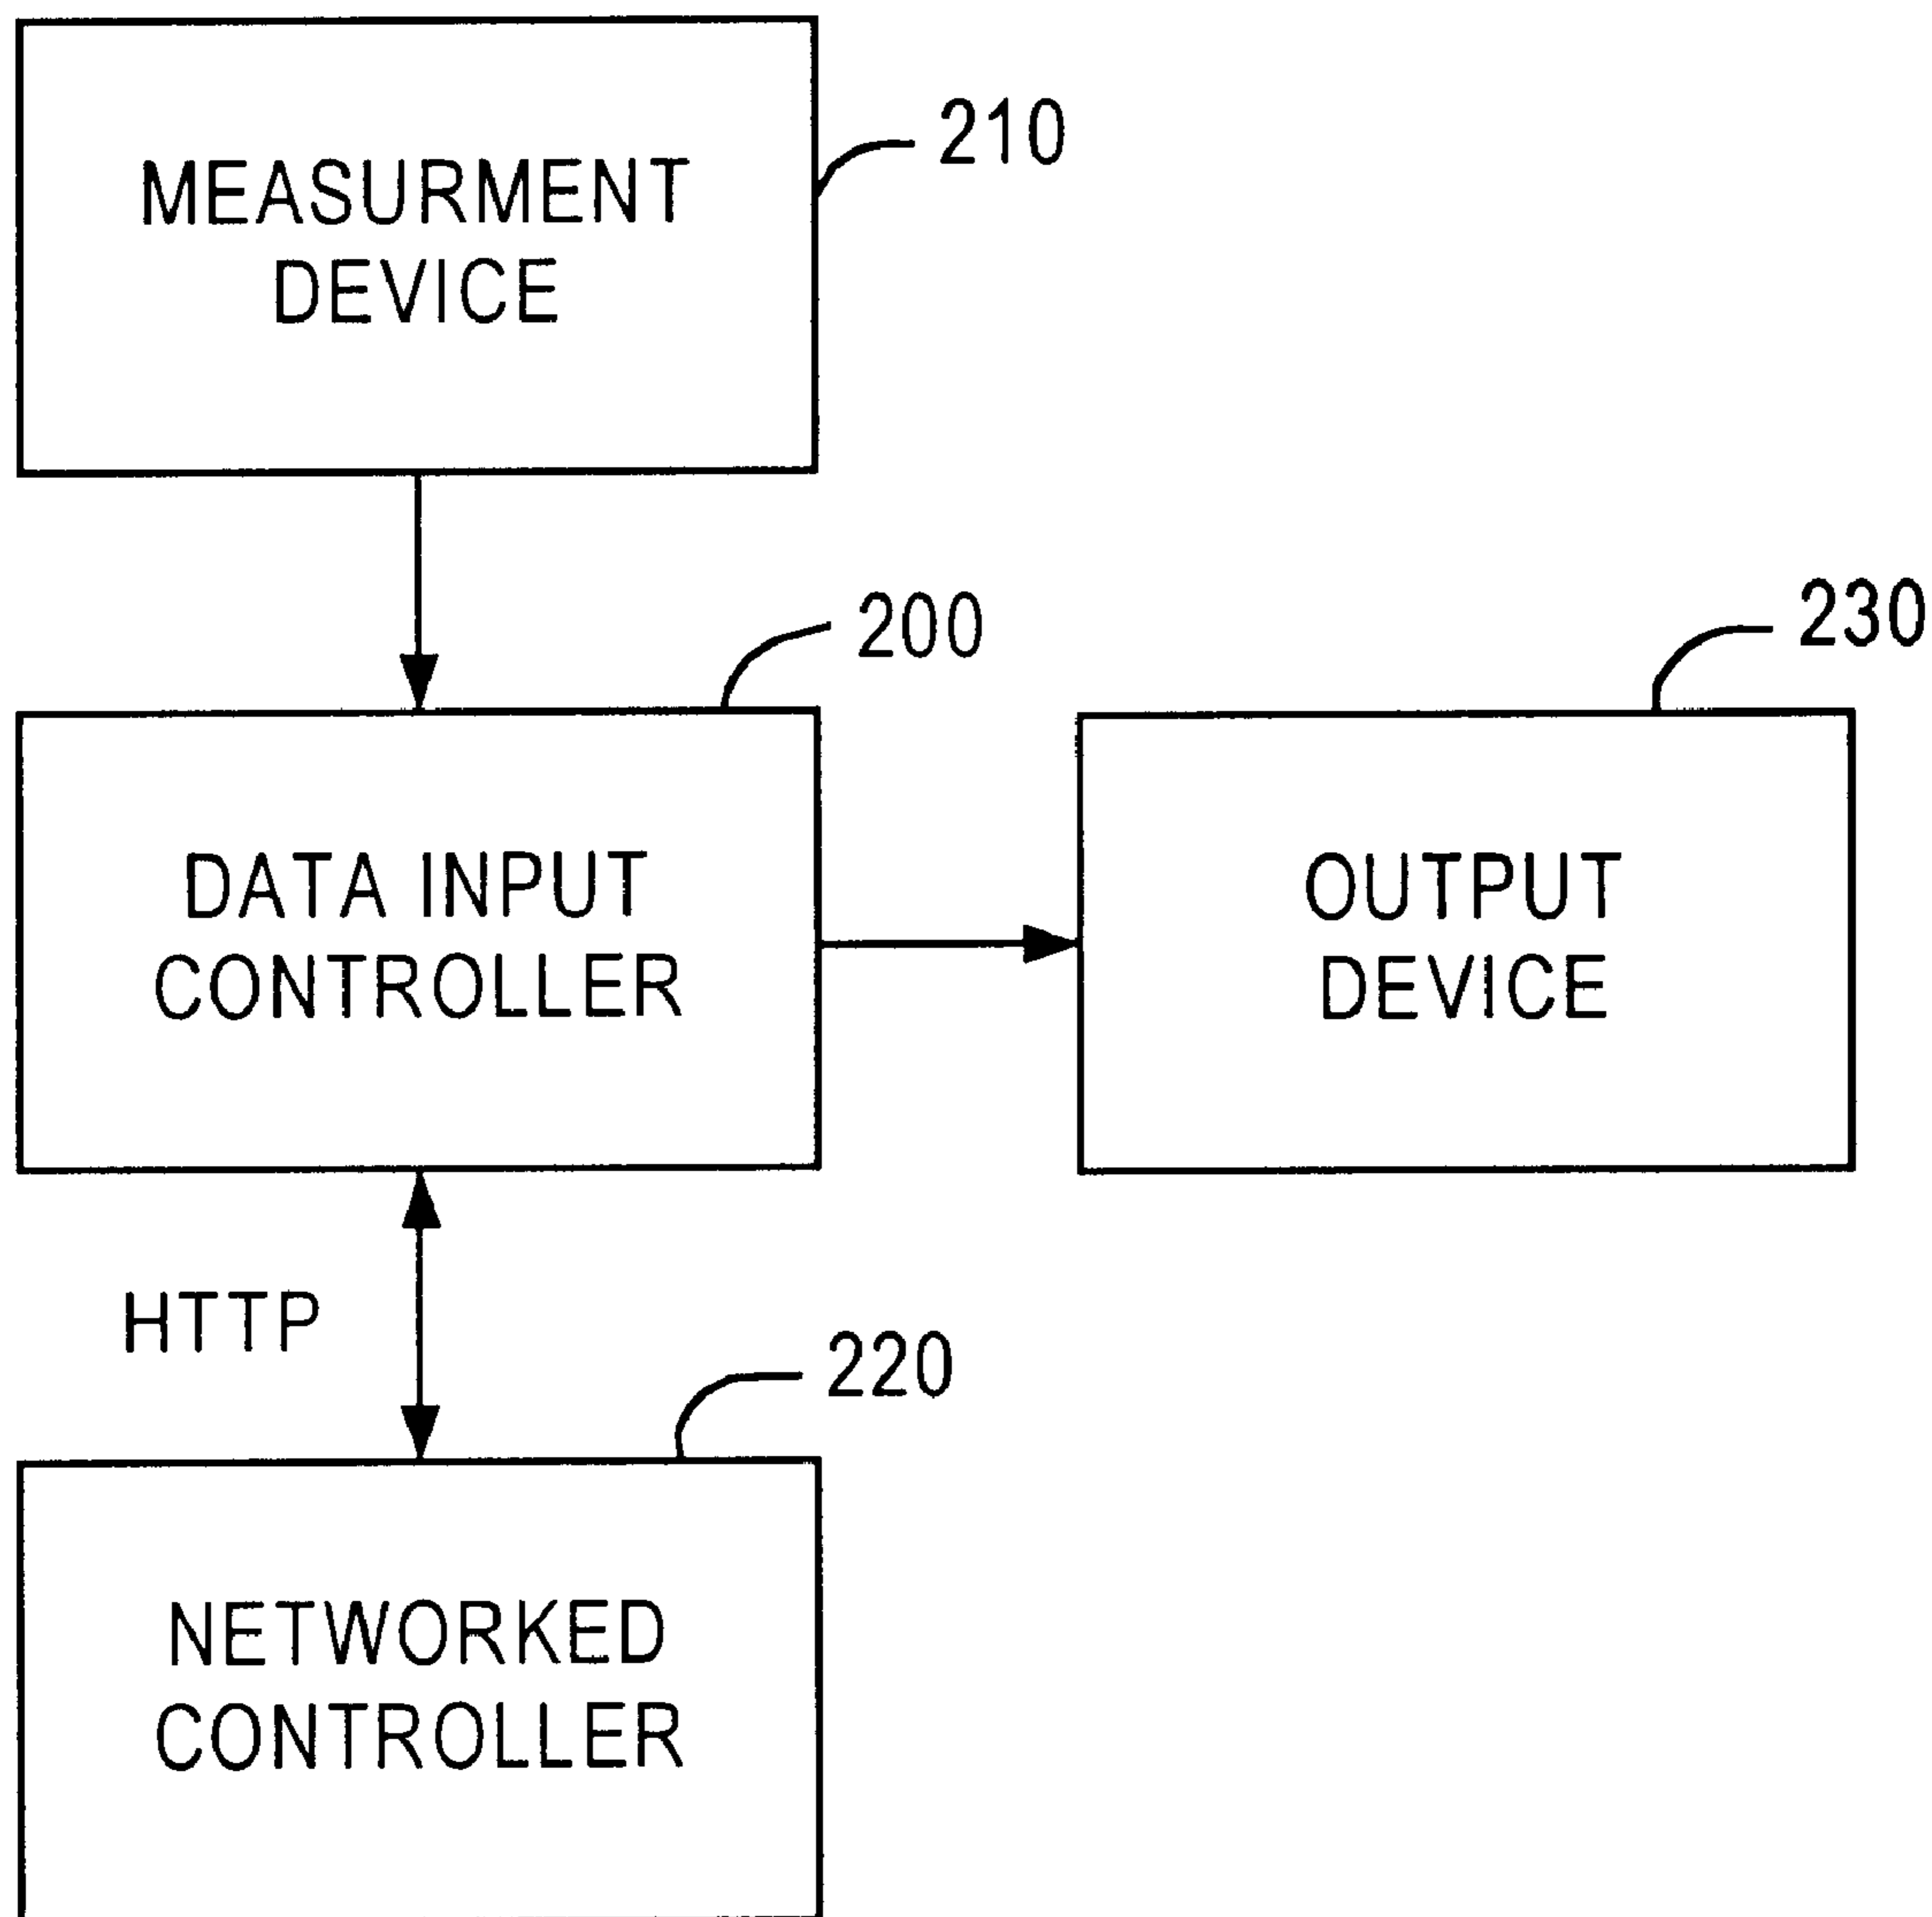 210
MEASURMENT
DEVICE
200
230
DATA INPUT
CONTROLLER
OUTPUT
DEVICE
HTTP
220
NETWORKED
CONTROLLER